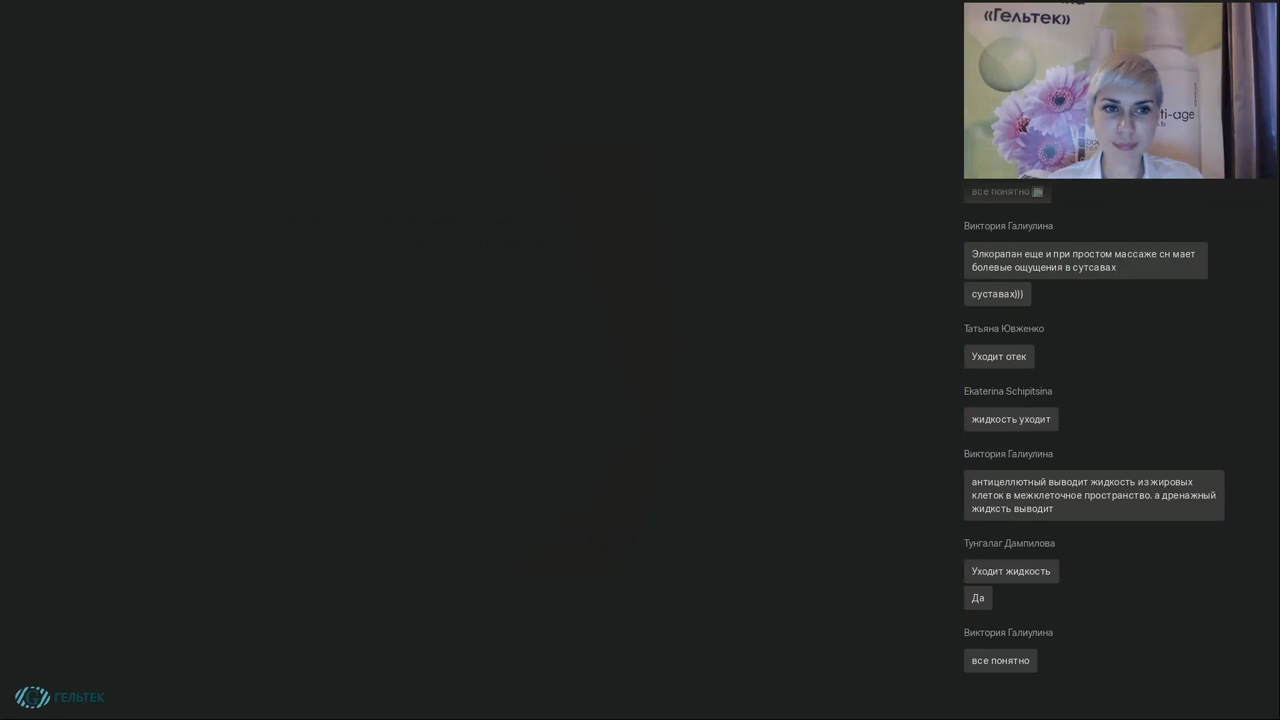 «Гельтек»
ti-age
все понятно
Виктория Галиулина
Элкорапан еще и при простом массаже сн мает
болевые ощущения в сутсавах
суставах)))
Татьяна Ювженко
Уходит отек
Ekaterina Schipitsina
жидкость уходит
Виктория Галиулина
антицеллютный выводит жидкость из жировых
клеток в межклеточное пространство. а дренажный
жидксть выводит
Тунгалаг Дампилова
Уходит жидкость
Да
Виктория Галиулина
все понятно
ГЕЛЬТЕК